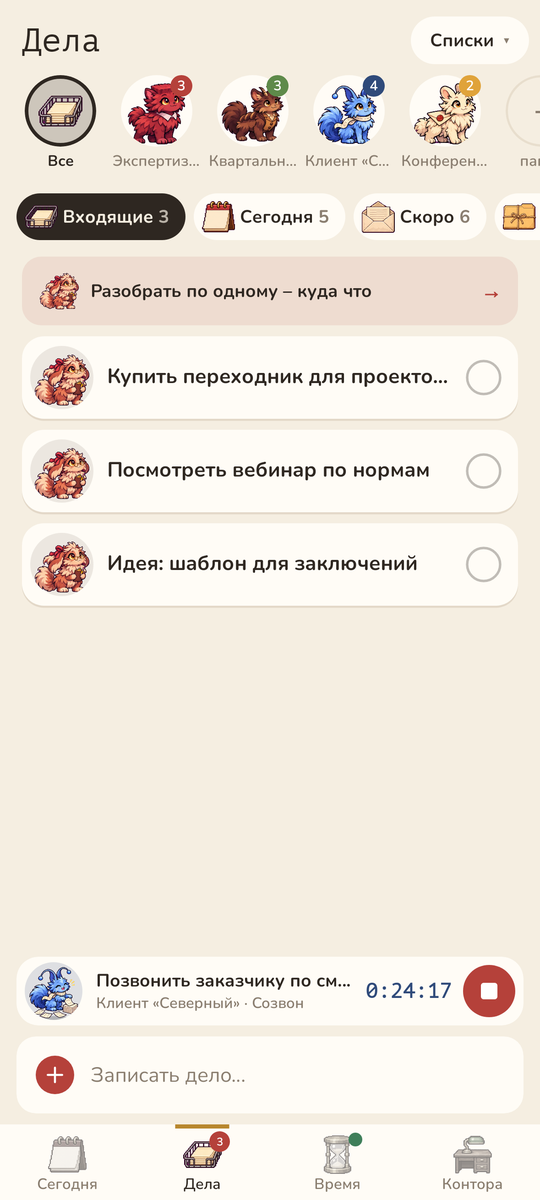 Дела
Списки ▾
3
3
4
2
Все
Экспертиз...
Квартальн...
Клиент «С...
Конферен...
Входящие 3
Сегодня 5
Скоро 6
Разобрать по одному – куда что →
Купить переходник для проекто...
Посмотреть вебинар по нормам
Идея: шаблон для заключений
Позвонить заказчику по см...
Клиент «Северный» · Созвон
0:24:17
Записать дело...
3
Сегодня
Дела
Время
Контора